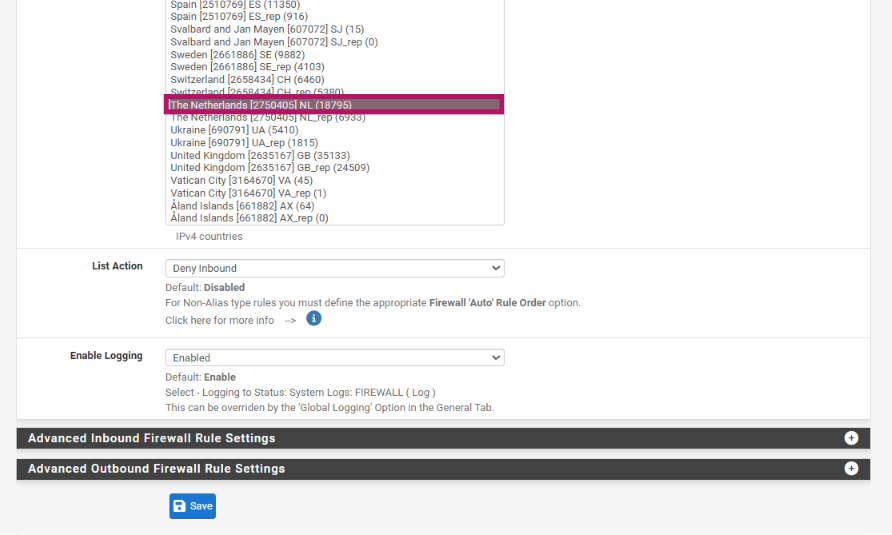 Spain [2510769] ES (11350)
Spain [2510769] ES_rep (916)
Svalbard and Jan Mayen [607072] SJ (15)
Svalbard and Jan Mayen [607072] SJ_rep (0)
Sweden [2661886] SE (9882)
Sweden [2661886] SE_rep (4103)
Switzerland [2658434] CH (6460)
Switzerland [2658434] CH_rep (5380)
The Netherlands [2750405] NL (18795)
The Netherlands [2750405] NL_rep (6933)
Ukraine [690791] UA (5410)
Ukraine [690791] UA_rep (1815)
United Kingdom [2635167] GB (35133)
United Kingdom [2635167] GB_rep (24509)
Vatican City [3164670] VA (45)
Vatican City [3164670] VA_rep (1)
Åland Islands [661882] AX (64)
Åland Islands [661882] AX_rep (0)
IPv4 countries
List Action
Deny Inbound
Default: Disabled
For Non-Alias type rules you must define the appropriate Firewall 'Auto' Rule Order option.
Click here for more info -->
Enable Logging
Enabled
Default: Enable
Select - Logging to Status: System Logs: FIREWALL ( Log )
This can be overriden by the 'Global Logging' Option in the General Tab.
Advanced Inbound Firewall Rule Settings
Advanced Outbound Firewall Rule Settings
Save